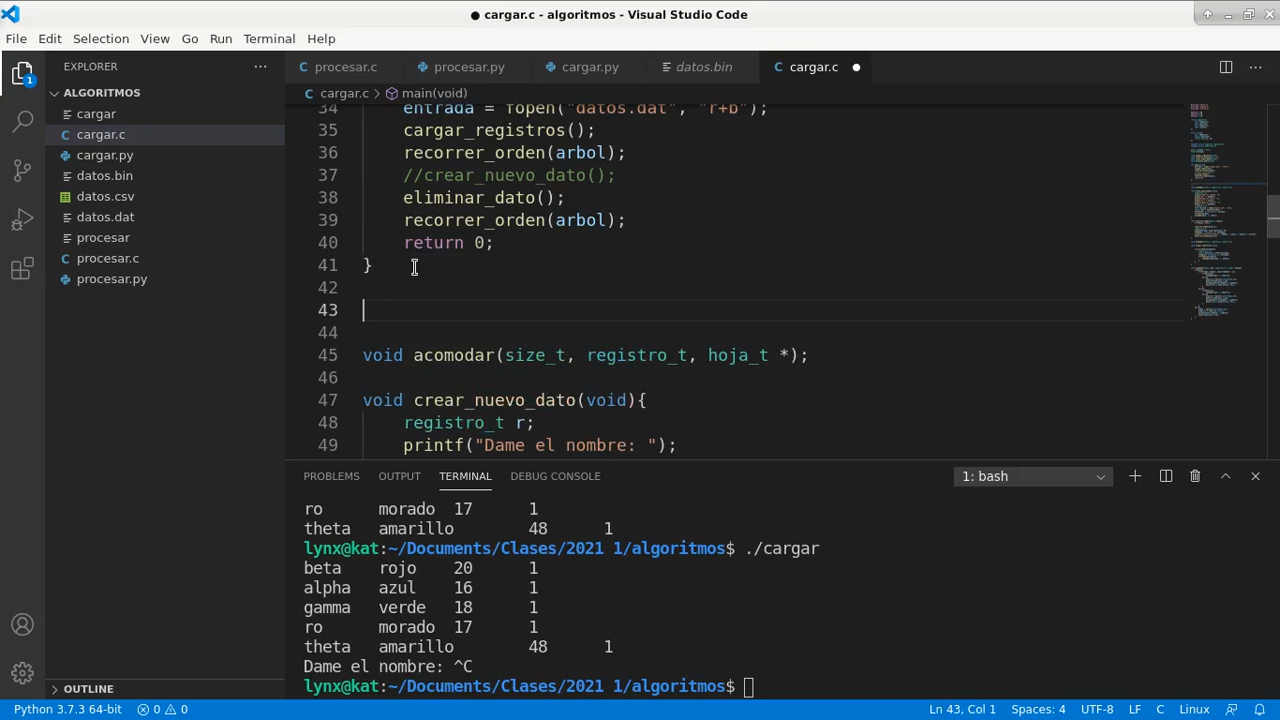 ● cargar.c - algoritmos - Visual Studio Code
File Edit Selection View Go Run Terminal Help
1
EXPLORER ···
ALGORITMOS
cargar
cargar.c
cargar.py
datos.bin
datos.csv
datos.dat
procesar
procesar.c
procesar.py
OUTLINE
procesar.c procesar.py cargar.py datos.bin cargar.c ●
cargar.c > main(void)
34 entrada = fopen("datos.dat", "r+b");
35 cargar_registros();
36 recorrer_orden(arbol);
37 //crear_nuevo_dato();
38 eliminar_dato();
39 recorrer_orden(arbol);
40 return 0;
41 }
42
43
44
45 void acomodar(size_t, registro_t, hoja_t *);
46
47 void crear_nuevo_dato(void){
48 registro_t r;
49 printf("Dame el nombre: ");
PROBLEMS OUTPUT TERMINAL DEBUG CONSOLE 1: bash
ro morado 17 1
theta amarillo 48 1
lynx@kat:~/Documents/Clases/2021 1/algoritmos$ ./cargar
beta rojo 20 1
alpha azul 16 1
gamma verde 18 1
ro morado 17 1
theta amarillo 48 1
Dame el nombre: ^C
lynx@kat:~/Documents/Clases/2021 1/algoritmos$
Python 3.7.3 64-bit 0 0 Ln 43, Col 1 Spaces: 4 UTF-8 LF C Linux